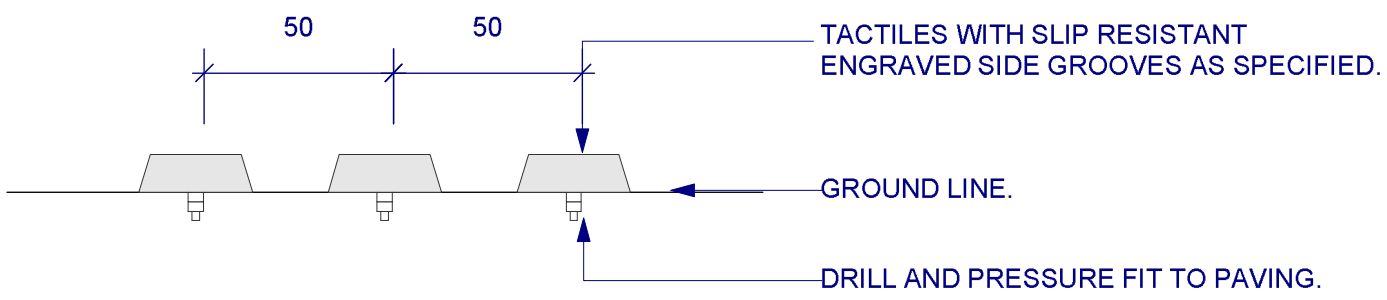 50 50
TACTILES WITH SLIP RESISTANT
ENGRAVED SIDE GROOVES AS SPECIFIED.
GROUND LINE.
DRILL AND PRESSURE FIT TO PAVING.